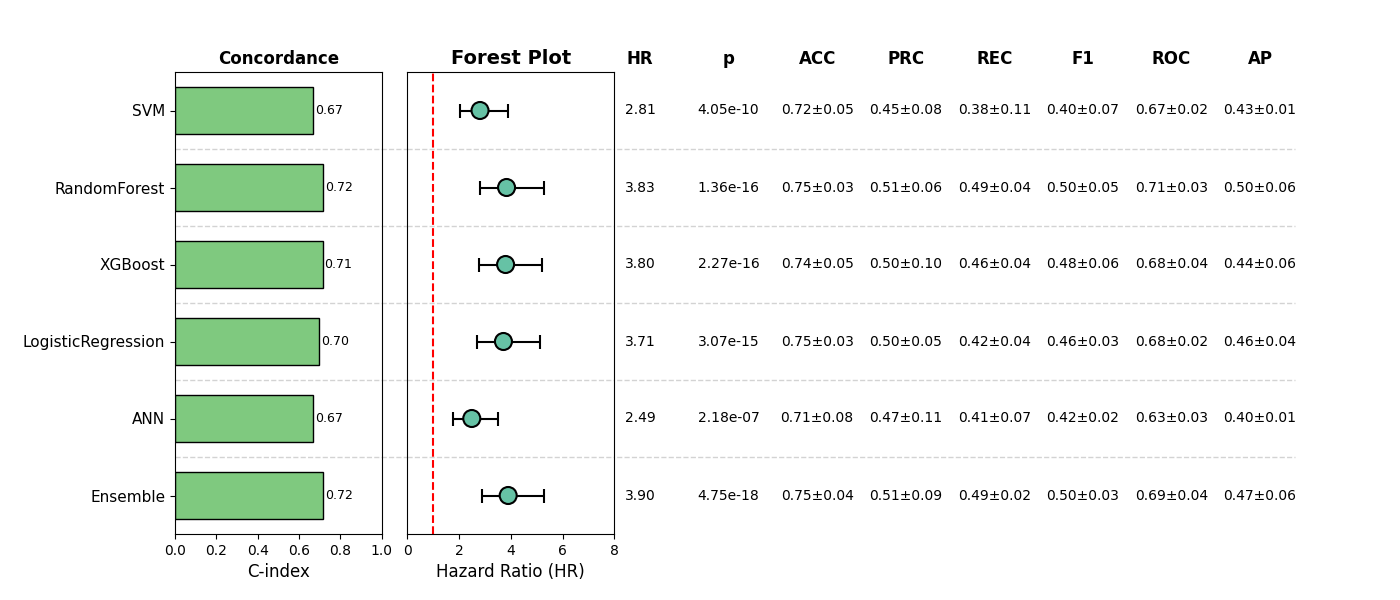 Concordance Forest Plot HR p ACC PRC REC F1 ROC AP
SVM 0.67 2.81 4.05e-10 0.72±0.05 0.45±0.08 0.38±0.11 0.40±0.07 0.67±0.02 0.43±0.01
RandomForest 0.72 3.83 1.36e-16 0.75±0.03 0.51±0.06 0.49±0.04 0.50±0.05 0.71±0.03 0.50±0.06
XGBoost 0.71 3.80 2.27e-16 0.74±0.05 0.50±0.10 0.46±0.04 0.48±0.06 0.68±0.04 0.44±0.06
LogisticRegression 0.70 3.71 3.07e-15 0.75±0.03 0.50±0.05 0.42±0.04 0.46±0.03 0.68±0.02 0.46±0.04
ANN 0.67 2.49 2.18e-07 0.71±0.08 0.47±0.11 0.41±0.07 0.42±0.02 0.63±0.03 0.40±0.01
Ensemble 0.72 3.90 4.75e-18 0.75±0.04 0.51±0.09 0.49±0.02 0.50±0.03 0.69±0.04 0.47±0.06
0.0 0.2 0.4 0.6 0.8 1.0 0 2 4 6 8
C-index Hazard Ratio (HR)